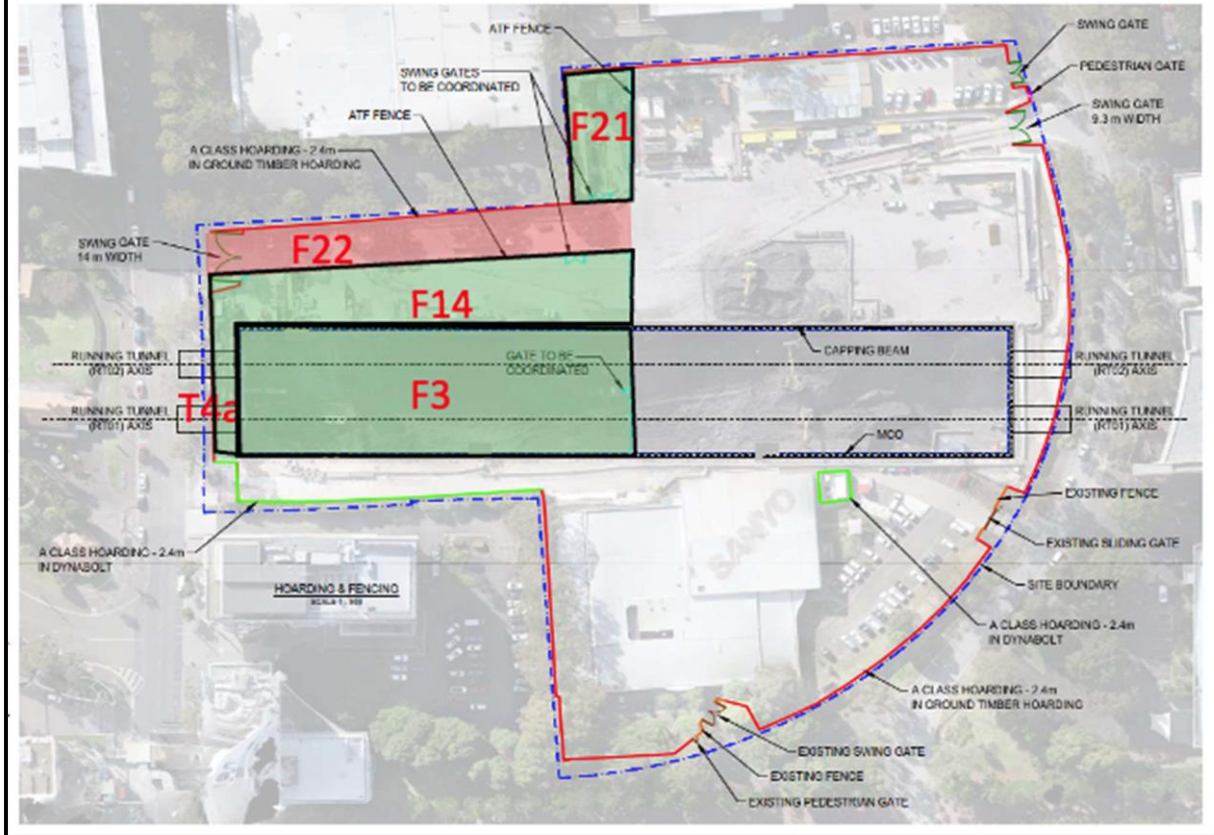 ATF FENCE
SWING GATE
SWING GATES
TO BE COORDINATED
PEDESTRIAN GATE
ATF FENCE
SWING GATE
9.3 m WIDTH
F21
A CLASS HOARDING - 2.4m
IN GROUND TIMBER HOARDING
SWING GATE
14 m WIDTH
F22
F14
RUNNING TUNNEL
(RT02) AXIS
GATE TO BE
COORDINATED
CAPPING BEAM
RUNNING TUNNEL
(RT02) AXIS
F3
T4a
RUNNING TUNNEL
(RT01) AXIS
RUNNING TUNNEL
(RT01) AXIS
SANYO
EXISTING FENCE
EXISTING SLIDING GATE
A CLASS HOARDING - 2.4m
IN DYNABOLT
SITE BOUNDARY
HOARDING & FENCING
A CLASS HOARDING - 2.4m
IN DYNABOLT
A CLASS HOARDING - 2.4m
IN GROUND TIMBER HOARDING
EXISTING SWING GATE
EXISTING FENCE
EXISTING PEDESTRIAN GATE